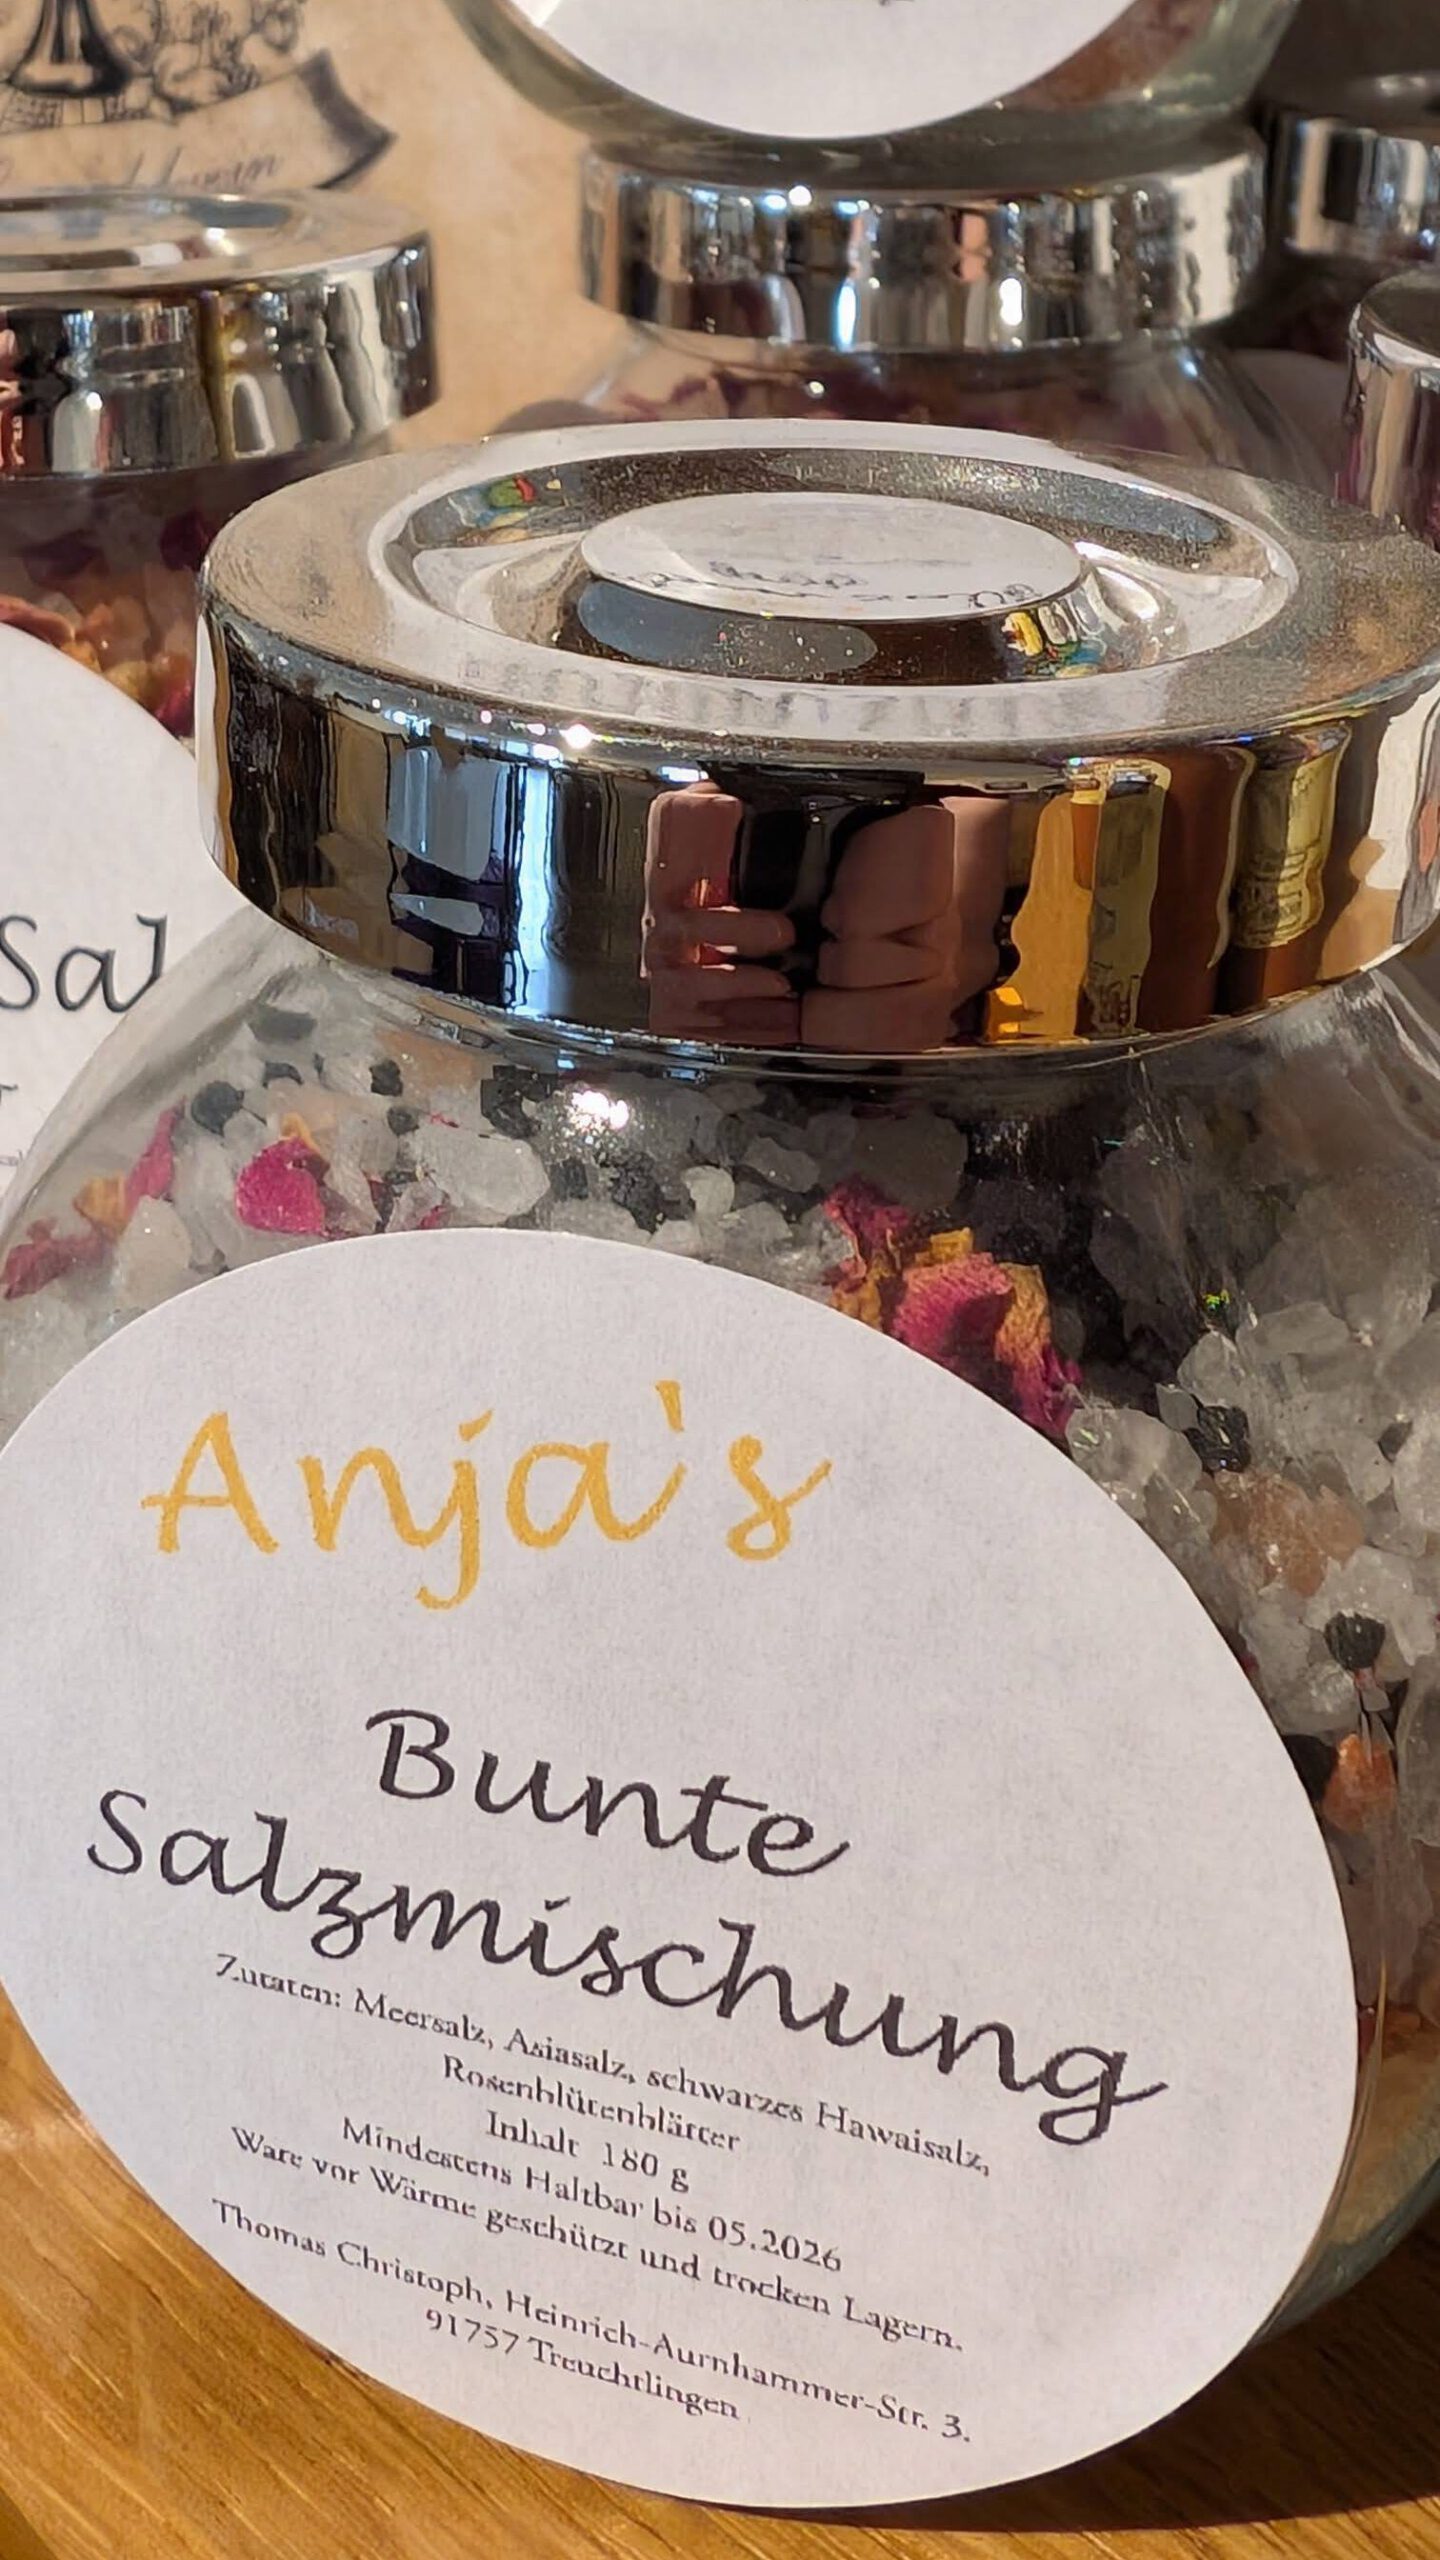 Sal
Anja's
Bunte
Salzmischung
Zutaten: Meersalz, Asiasalz, schwarzes Hawaisalz,
Rosenblütenblätter
Inhalt 180 g
Mindestens Haltbar bis 05.2026
Ware vor Wärme geschützt und trocken Lagern.
Thomas Christoph, Heinrich-Aurnhammer-Str. 3.
91757 Treuchtlingen